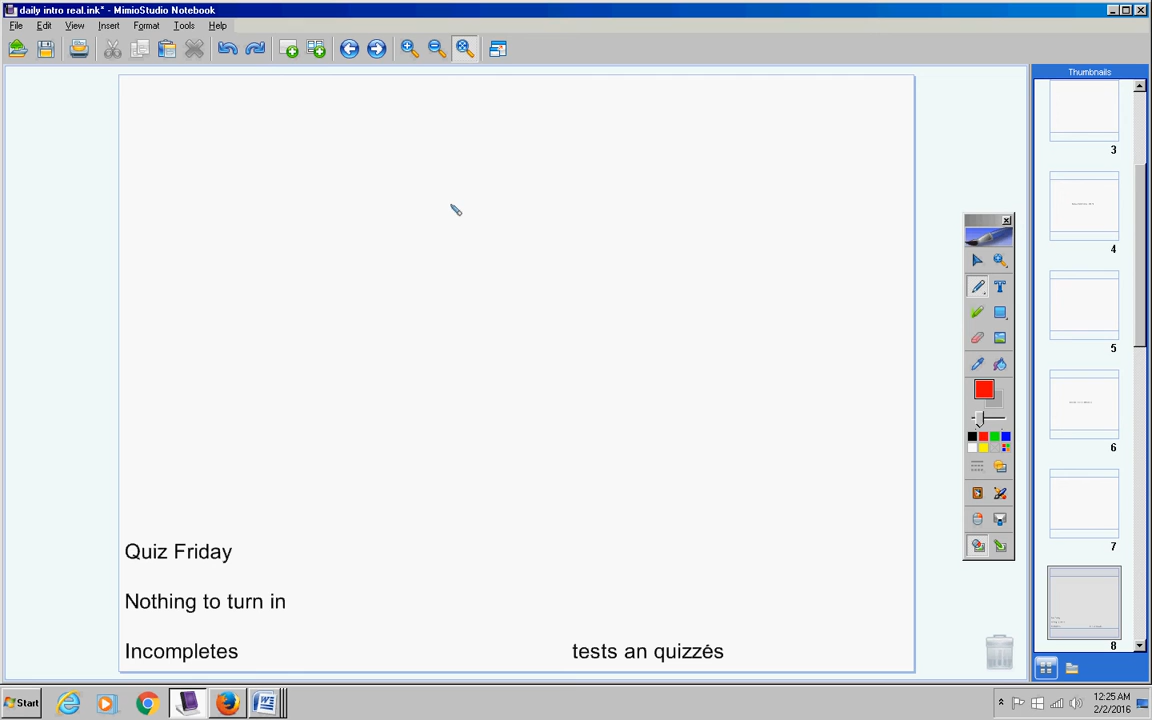 daily intro real.ink* - MimioStudio Notebook
File Edit View Insert Format Tools Help
Thumbnails
3
4
5
6
7
8
Quiz Friday
Nothing to turn in
Incompletes tests an quizzés
Start
12:25 AM
2/2/2016